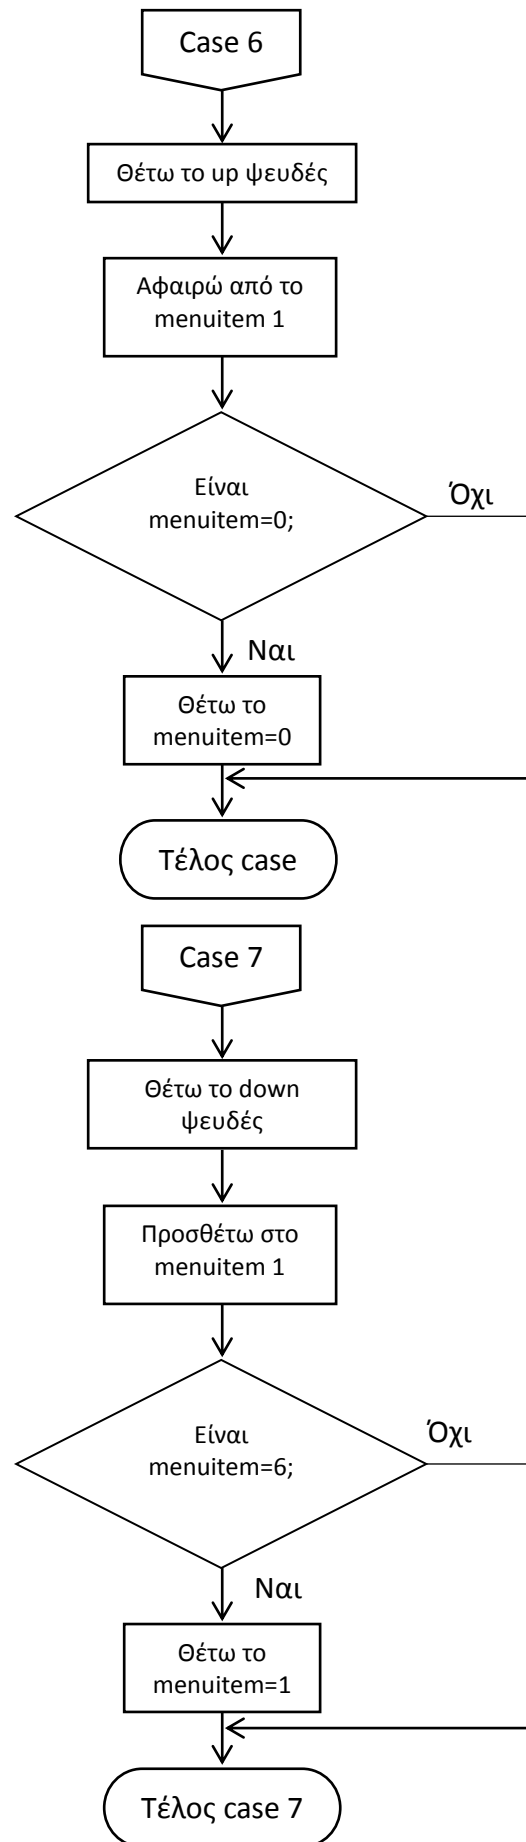 Case 6
Θέτω το up ψευδές
Αφαιρώ από το
menuitem 1
Είναι
menuitem=0;
Όχι
Ναι
Θέτω το
menuitem=0
Τέλος case
Case 7
Θέτω το down
ψευδές
Προσθέτω στο
menuitem 1
Είναι
menuitem=6;
Όχι
Ναι
Θέτω το
menuitem=1
Τέλος case 7